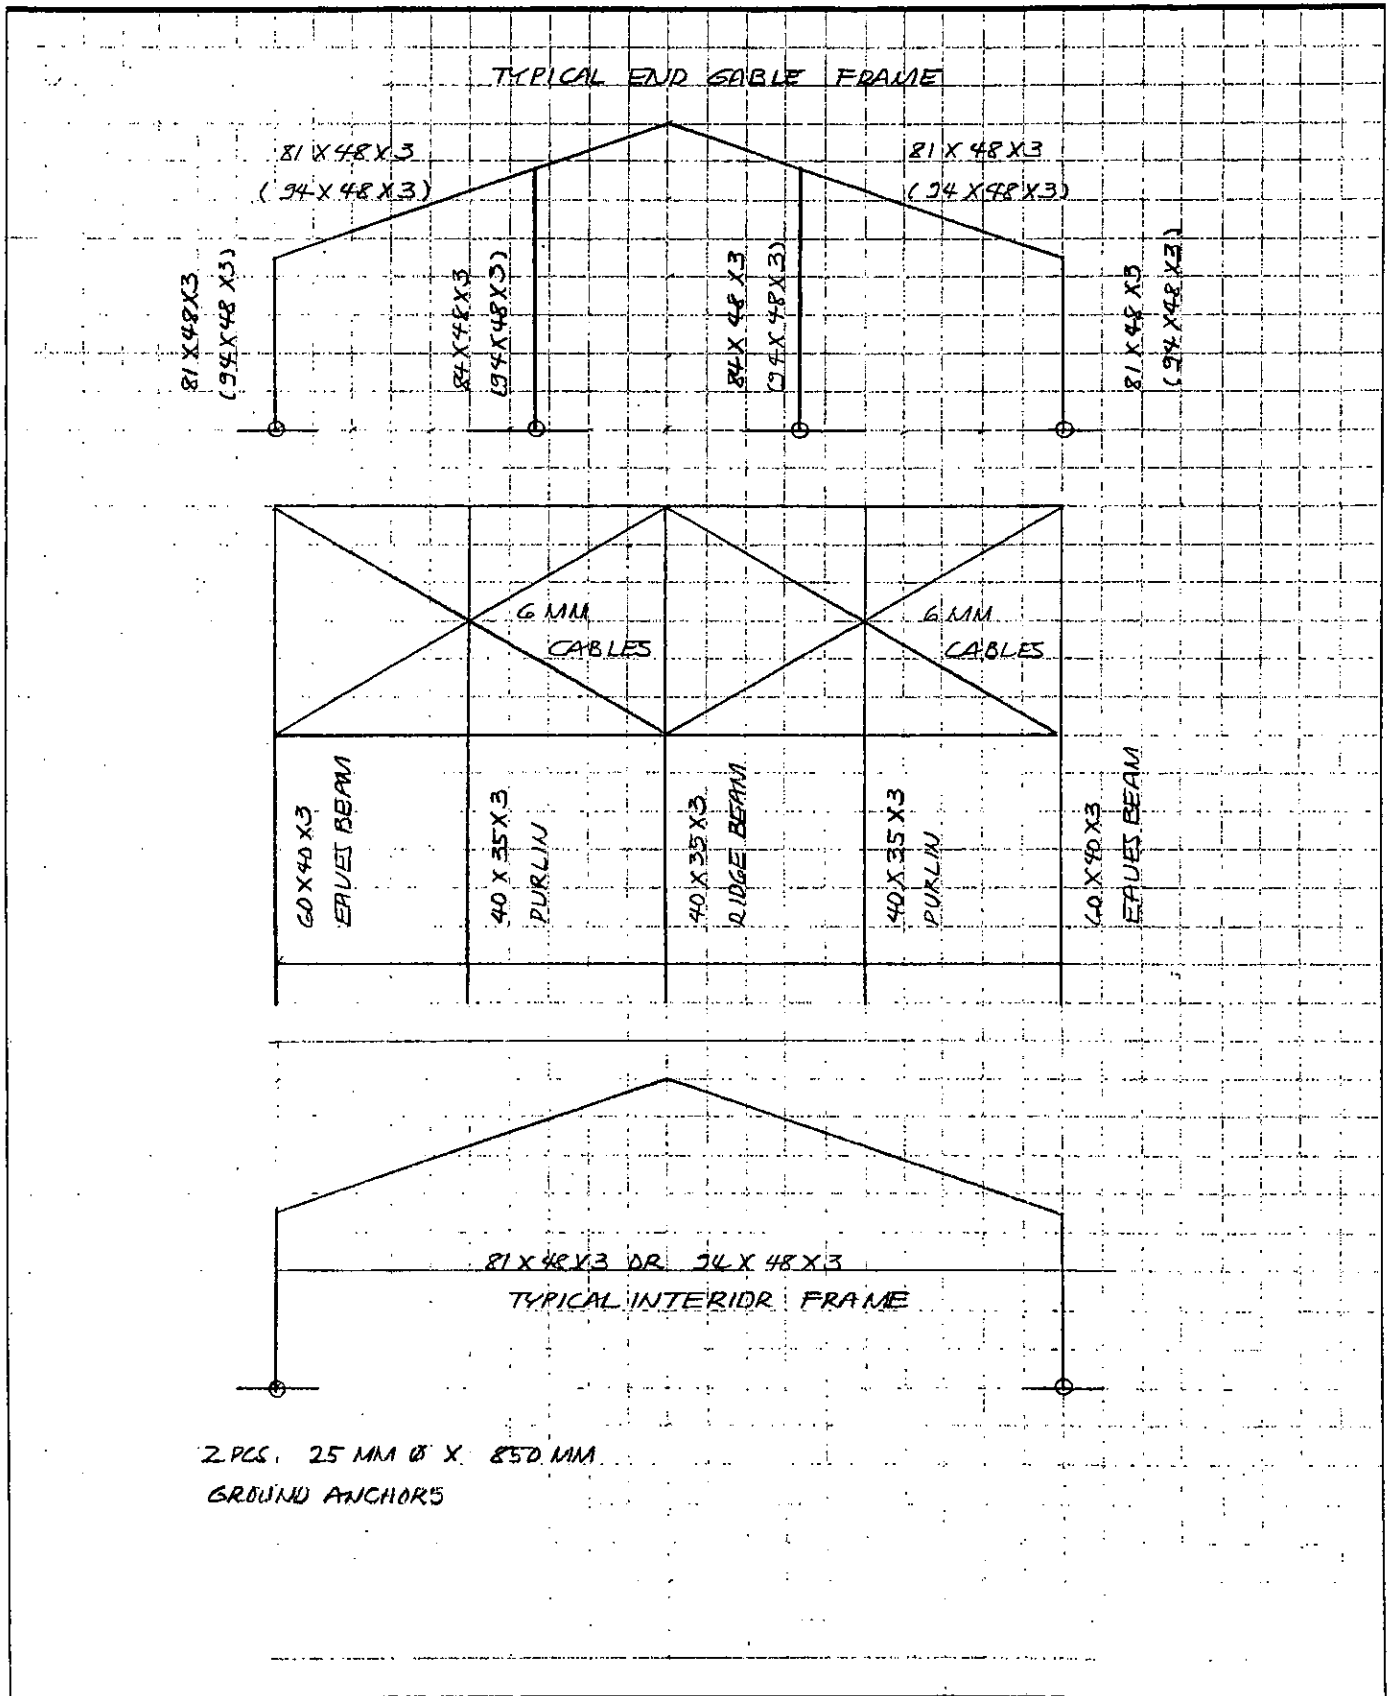 TYPICAL END GABLE FRAME
81 X 48 X 3
(94 X 48 X 3)
81 X 48 X 3
(94 X 48 X 3)
81 X 48 X 3
(94 X 48 X 3)
84 X 48 X 3
(94 X 48 X 3)
84 X 48 X 3
(94 X 48 X 3)
81 X 48 X 3
(94 X 48 X 3)
6 MM
CABLES
6 MM
CABLES
60 X 40 X 3
EAVES BEAM
40 X 35 X 3
PURLIN
40 X 35 X 3
RIDGE BEAM
40 X 35 X 3
PURLIN
60 X 40 X 3
EAVES BEAM
81 X 48 X 3 OR 94 X 48 X 3
TYPICAL INTERIOR FRAME
2 PCS. 25 MM Ø X 850 MM
GROUND ANCHORS